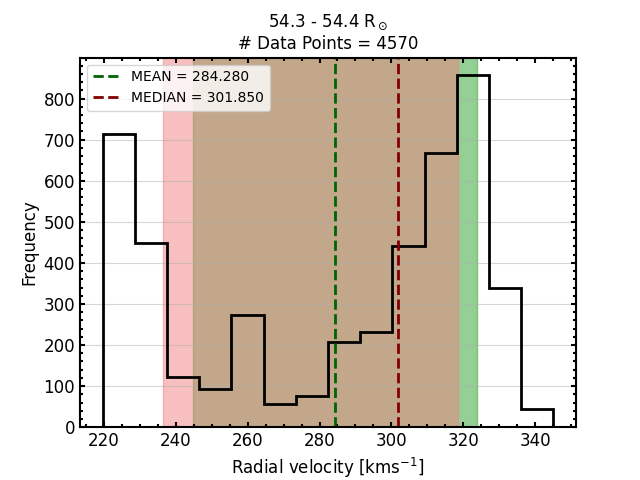 54.3 - 54.4 R⊙
# Data Points = 4570
MEAN = 284.280
MEDIAN = 301.850
Frequency
800
700
600
500
400
300
200
100
0
220 240 260 280 300 320 340
Radial velocity [kms⁻¹]